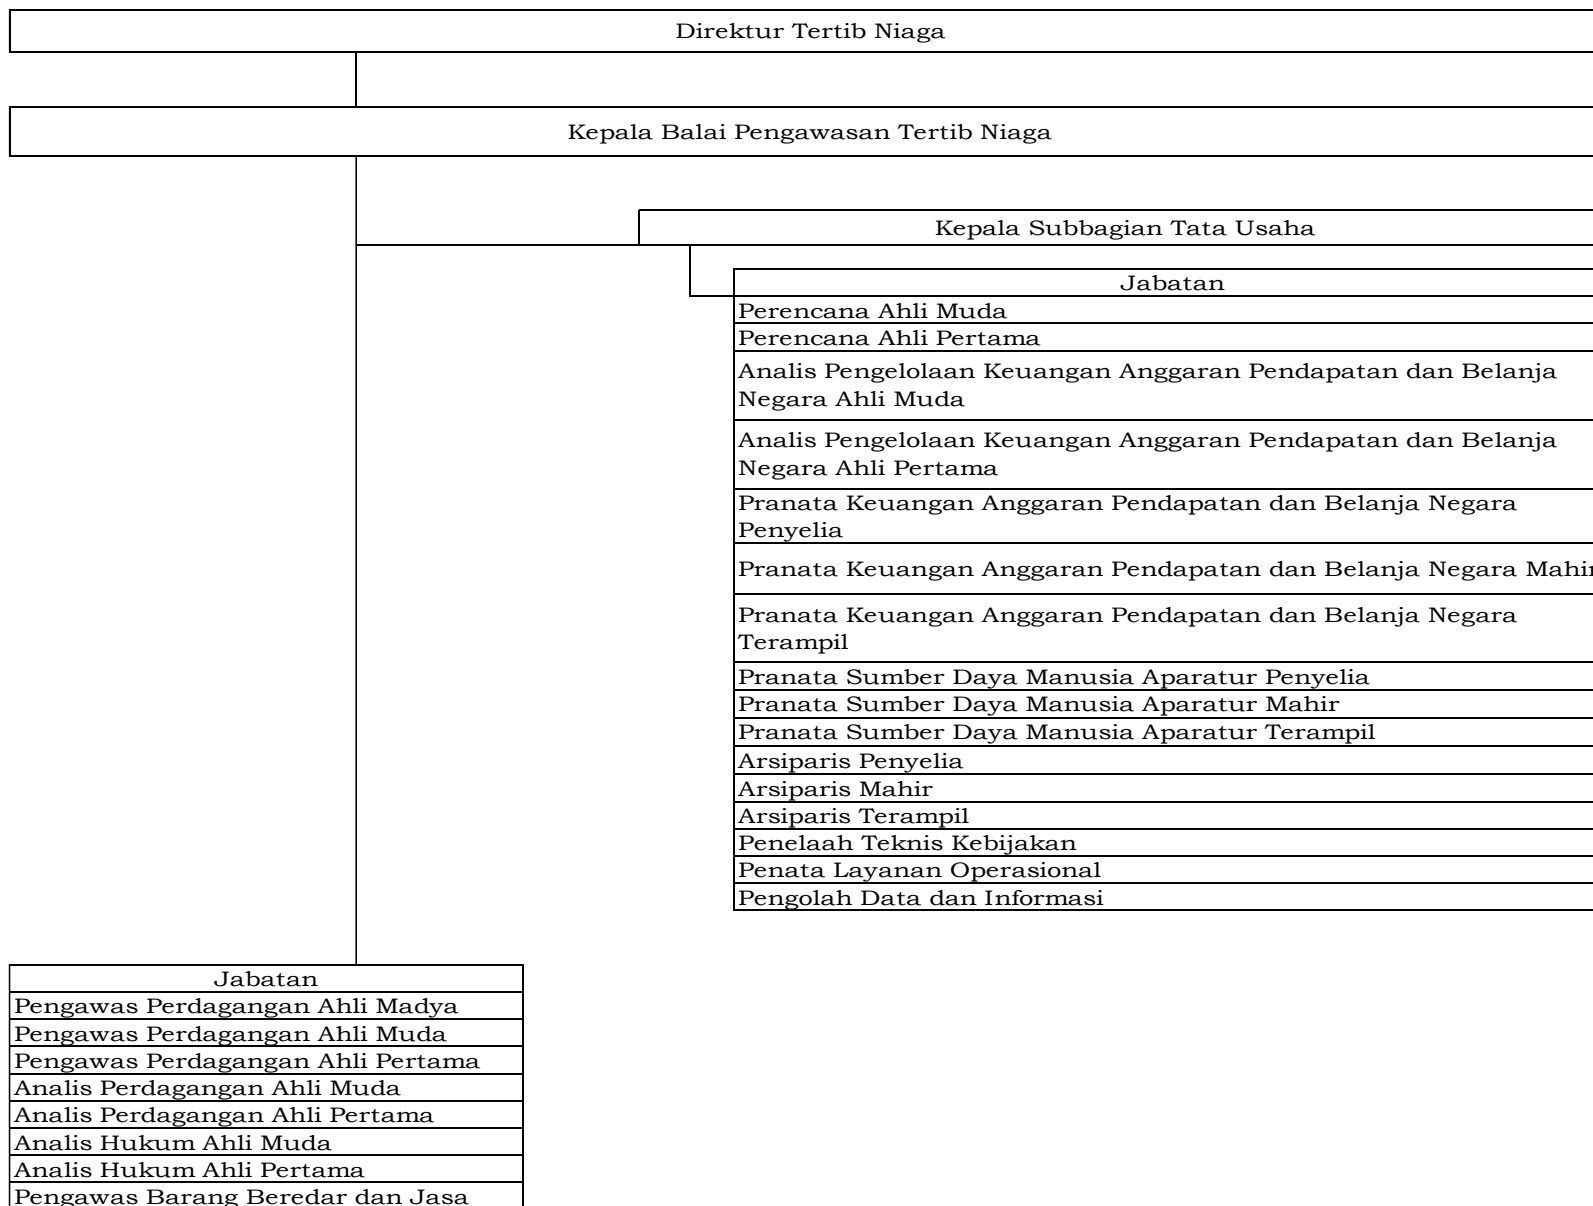 Direktur Tertib Niaga
Kepala Balai Pengawasan Tertib Niaga
Kepala Subbagian Tata Usaha
Jabatan
Perencana Ahli Muda
Perencana Ahli Pertama
Analis Pengelolaan Keuangan Anggaran Pendapatan dan Belanja
Negara Ahli Muda
Analis Pengelolaan Keuangan Anggaran Pendapatan dan Belanja
Negara Ahli Pertama
Pranata Keuangan Anggaran Pendapatan dan Belanja Negara
Penyelia
Pranata Keuangan Anggaran Pendapatan dan Belanja Negara Mahir
Pranata Keuangan Anggaran Pendapatan dan Belanja Negara
Terampil
Pranata Sumber Daya Manusia Aparatur Penyelia
Pranata Sumber Daya Manusia Aparatur Mahir
Pranata Sumber Daya Manusia Aparatur Terampil
Arsiparis Penyelia
Arsiparis Mahir
Arsiparis Terampil
Penelaah Teknis Kebijakan
Penata Layanan Operasional
Pengolah Data dan Informasi
Jabatan
Pengawas Perdagangan Ahli Madya
Pengawas Perdagangan Ahli Muda
Pengawas Perdagangan Ahli Pertama
Analis Perdagangan Ahli Muda
Analis Perdagangan Ahli Pertama
Analis Hukum Ahli Muda
Analis Hukum Ahli Pertama
Pengawas Barang Beredar dan Jasa